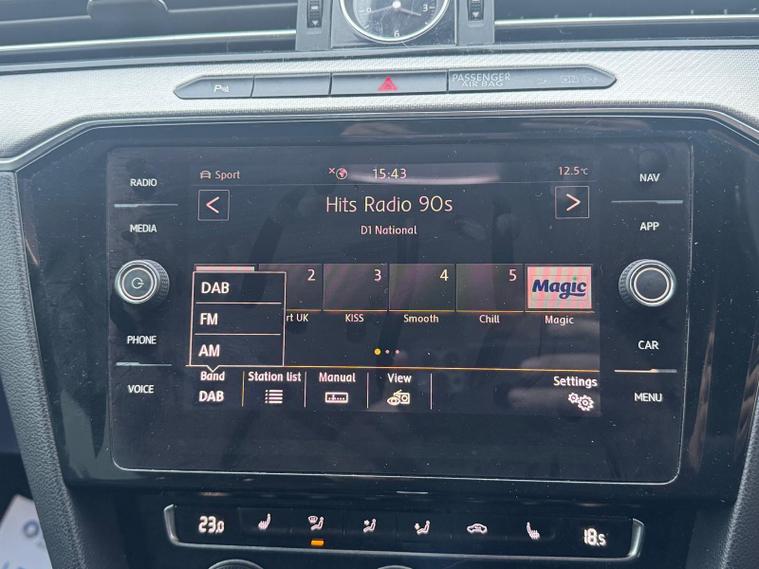 PASSENGER
AIR BAG
RADIO
MEDIA
PHONE
VOICE
Sport
15:43
12.5°C
<
Hits Radio 90s
>
D1 National
DAB
FM
AM
2
3
4
5
Magic
rt UK
KISS
Smooth
Chill
Magic
Band
Station list
Manual
View
Settings
DAB
NAV
APP
CAR
MENU
23.0
18.5